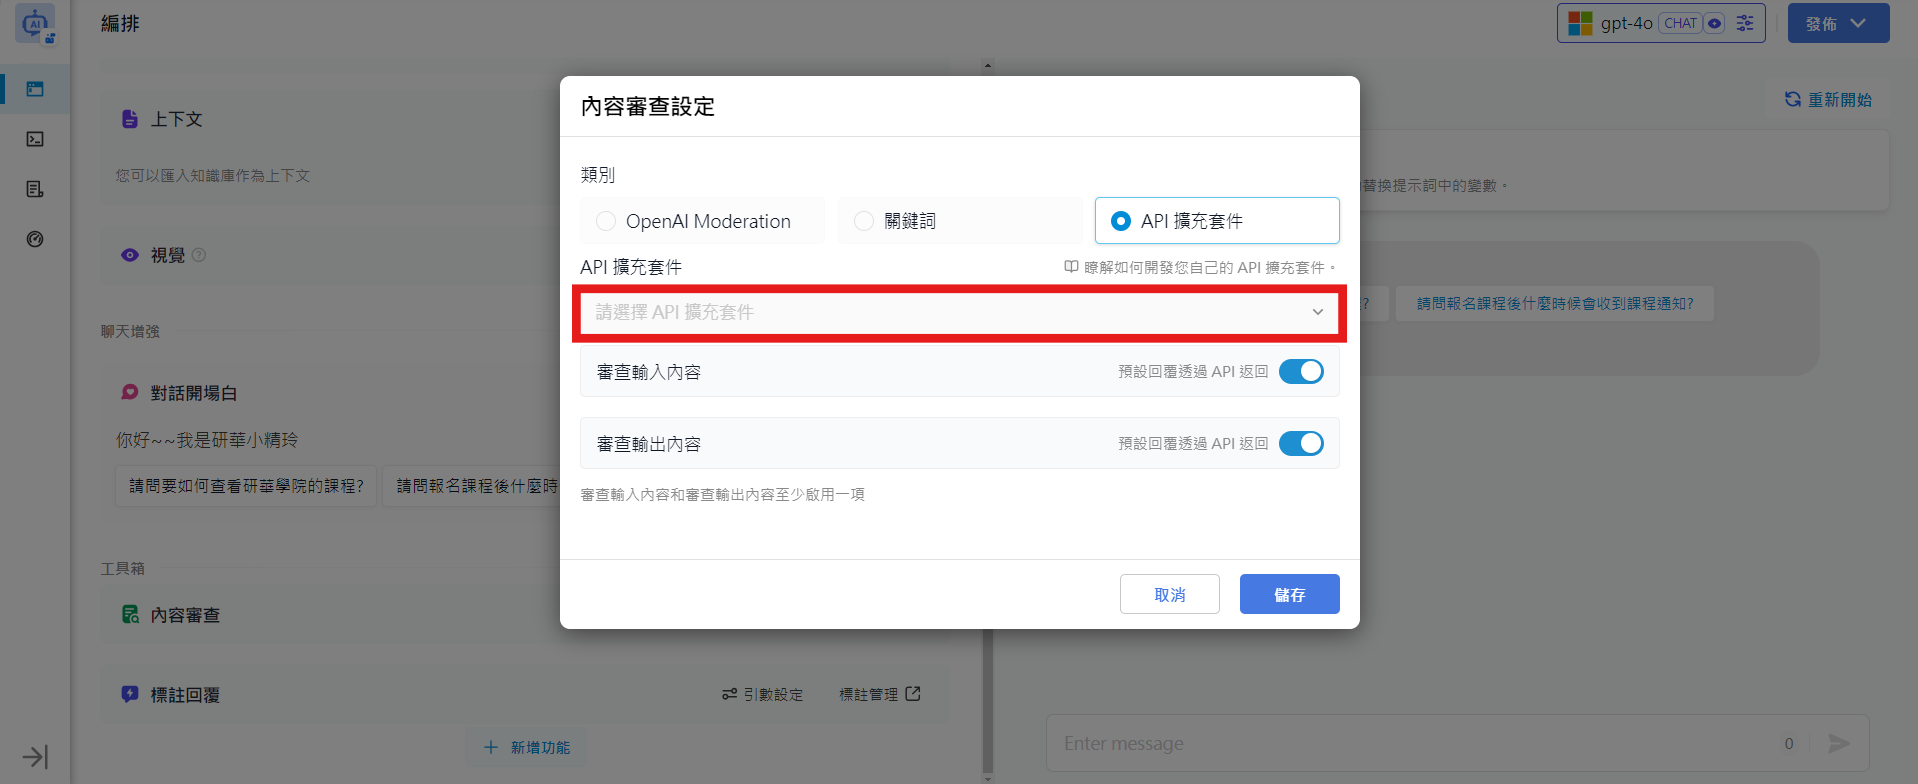 編排
gpt-4o CHAT
發佈
上下文
您可以匯入知識庫作為上下文
視覺
聊天增強
對話開場白
你好~~我是研華小精玲
請問要如何查看研華學院的課程?
請問報名課程後什麼時
工具箱
內容審查
標註回覆
引數設定
標註管理
新增功能
內容審查設定
類別
OpenAI Moderation
關鍵詞
API 擴充套件
API 擴充套件
瞭解如何開發您自己的 API 擴充套件。
請選擇 API 擴充套件
審查輸入內容
預設回覆透過 API 返回
審查輸出內容
預設回覆透過 API 返回
審查輸入內容和審查輸出內容至少啟用一項
取消
儲存
重新開始
替換提示詞中的變數。
?
請問報名課程後什麼時候會收到課程通知?
Enter message
0